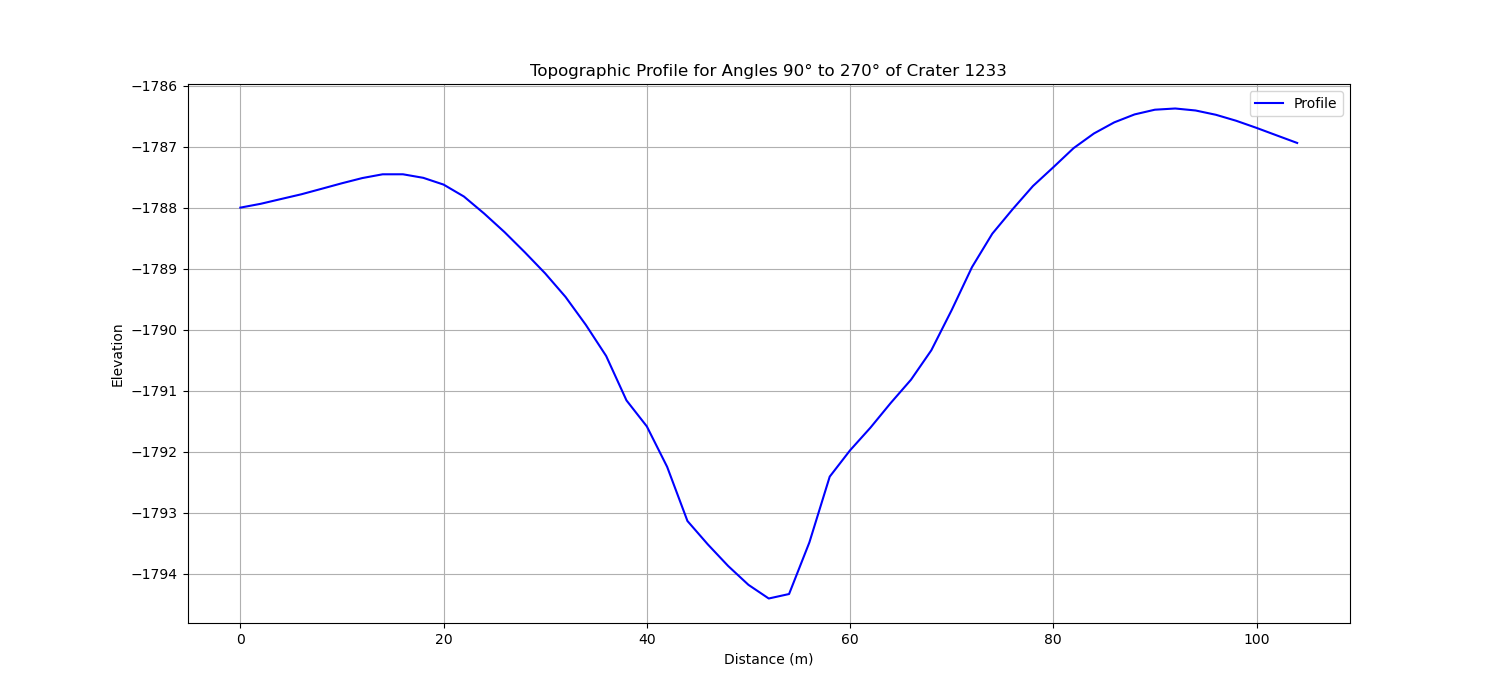 Topographic Profile for Angles 90° to 270° of Crater 1233
Profile
−1786
−1787
−1788
−1789
−1790
−1791
−1792
−1793
−1794
Elevation
0 20 40 60 80 100
Distance (m)